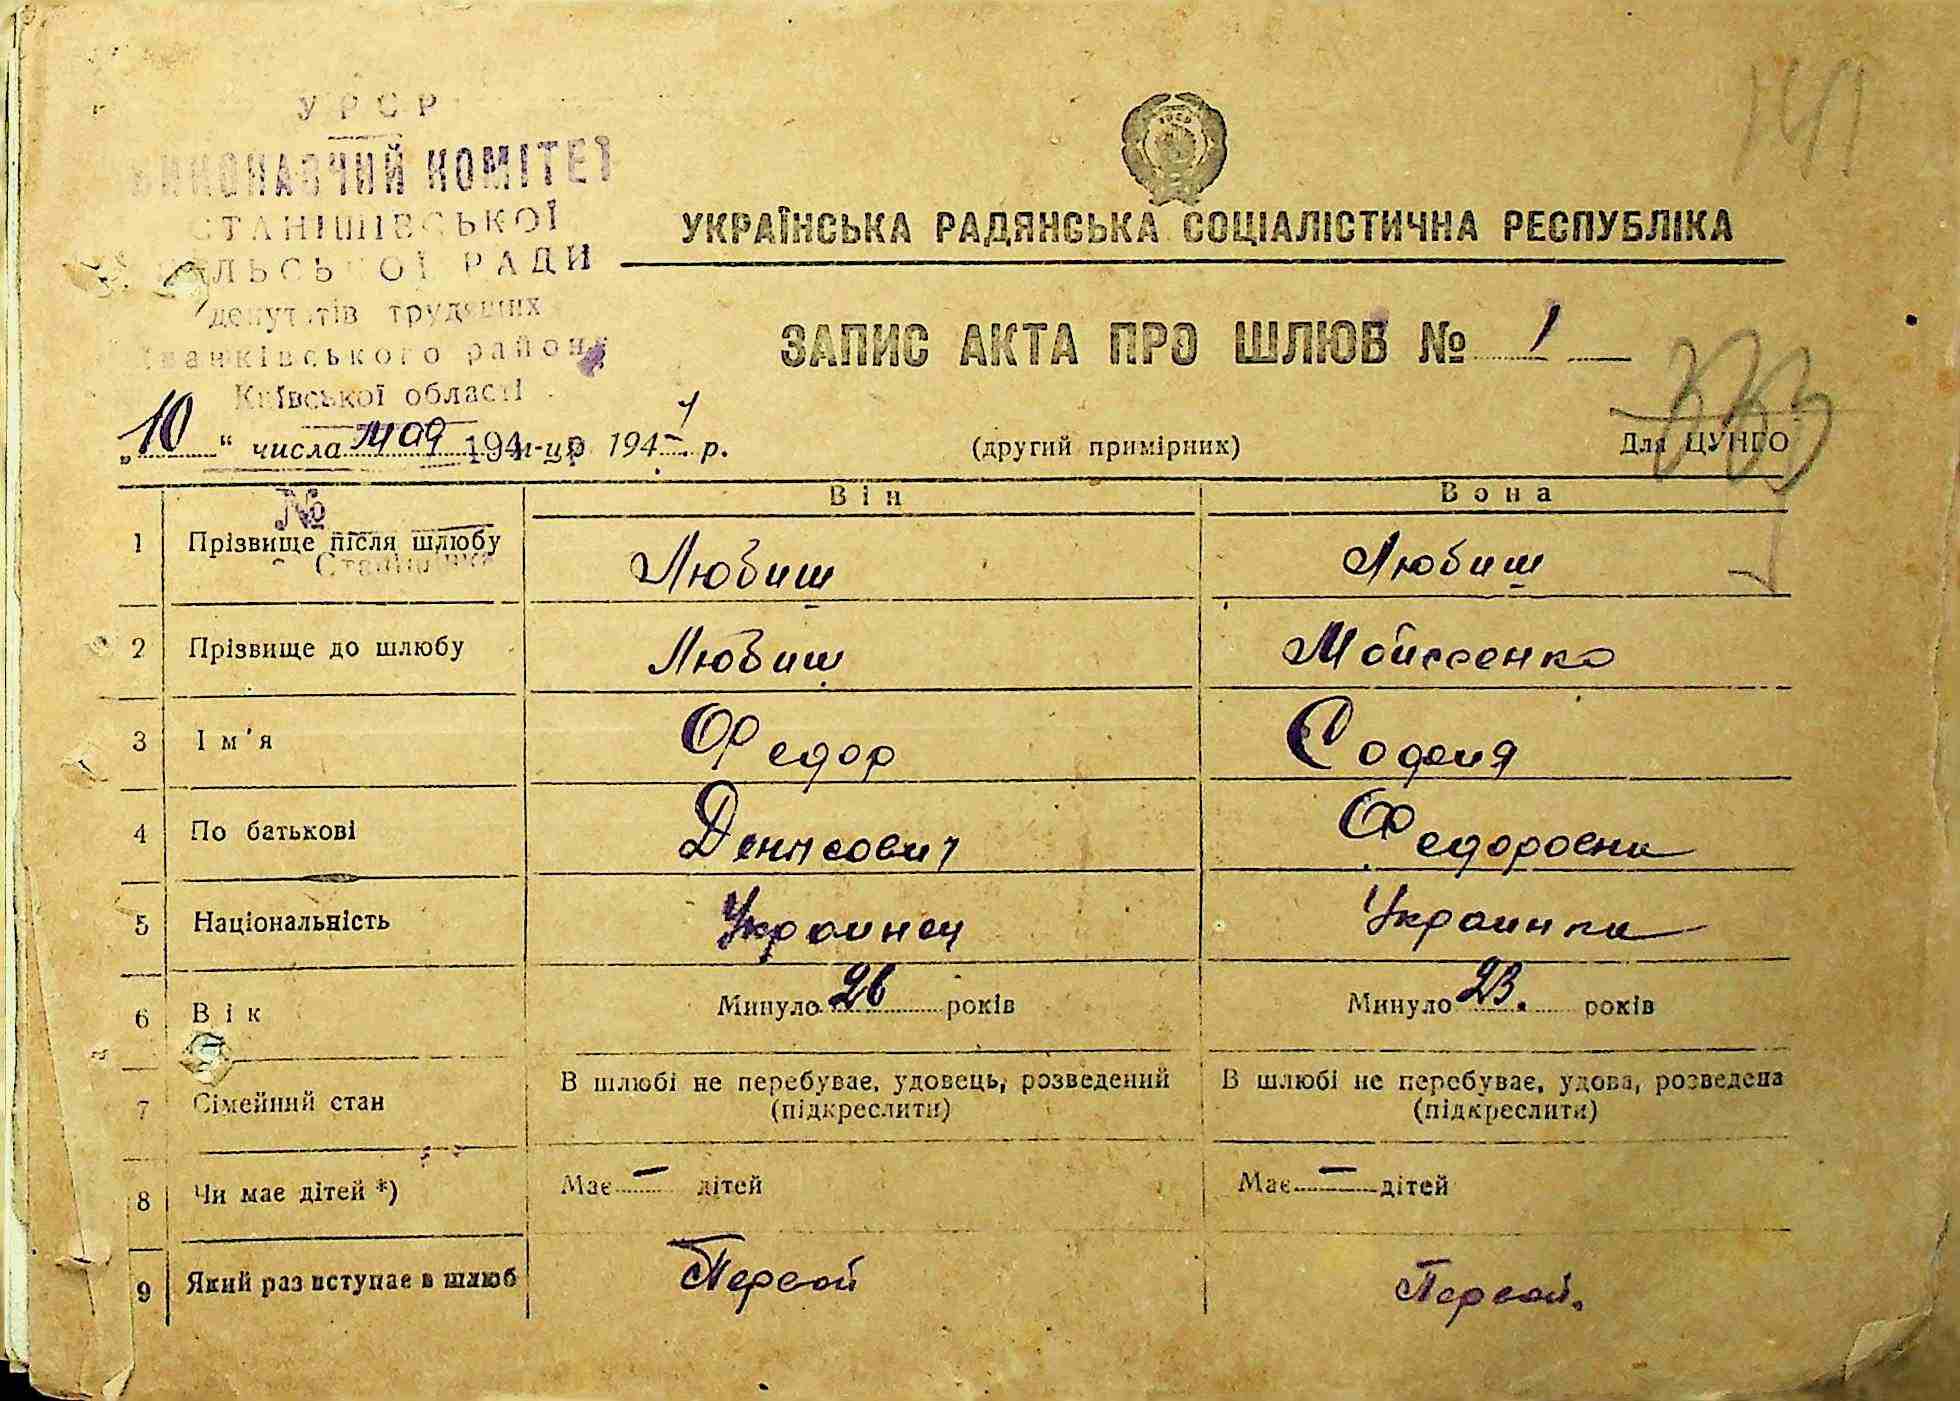 УРСР
ВИКОНАВЧИЙ КОМІТЕТ
СТАНІШІВСЬКОЇ
СІЛЬСЬКОЇ РАДИ
депутатів трудящих
Іванківського району
Київської області
УКРАЇНСЬКА РАДЯНСЬКА СОЦІАЛІСТИЧНА РЕСПУБЛІКА
ЗАПИС АКТА ПРО ШЛЮБ № 1
„10“ числа мая м-ця 194 р.
(другий примірник)
Для ЦУНГО
№
Він Вона
1 Прізвище після шлюбу Любиш Любиш
2 Прізвище до шлюбу Любиш Мойсеенко
3 Ім'я Федор София
4 По батькові Денисович Федоровна
5 Національність Украинец Украинка
6 Вік Минуло 26 років Минуло 23. років
7 Сімейний стан В шлюбі не перебуває, удовець, розведений В шлюбі не перебуває, удова, розведена
(підкреслити) (підкреслити)
8 Чи має дітей *) Має — дітей Має — дітей
9 Який раз вступає в шлюб Первой Первой.